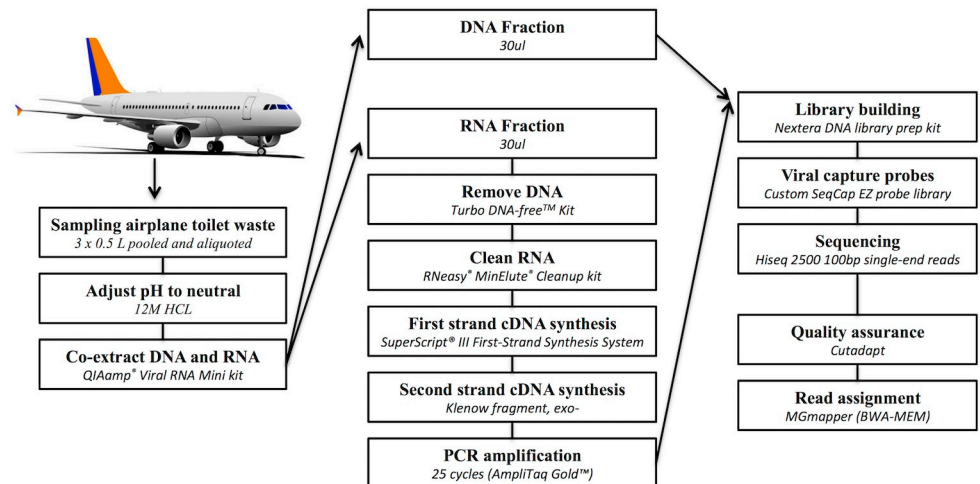 Sampling airplane toilet waste
3 x 0.5 L pooled and aliquoted
Adjust pH to neutral
12M HCL
Co-extract DNA and RNA
QIAamp® Viral RNA Mini kit
DNA Fraction
30ul
RNA Fraction
30ul
Remove DNA
Turbo DNA-free™ Kit
Clean RNA
RNeasy® MinElute® Cleanup kit
First strand cDNA synthesis
SuperScript® III First-Strand Synthesis System
Second strand cDNA synthesis
Klenow fragment, exo-
PCR amplification
25 cycles (AmpliTaq Gold™)
Library building
Nextera DNA library prep kit
Viral capture probes
Custom SeqCap EZ probe library
Sequencing
Hiseq 2500 100bp single-end reads
Quality assurance
Cutadapt
Read assignment
MGmapper (BWA-MEM)